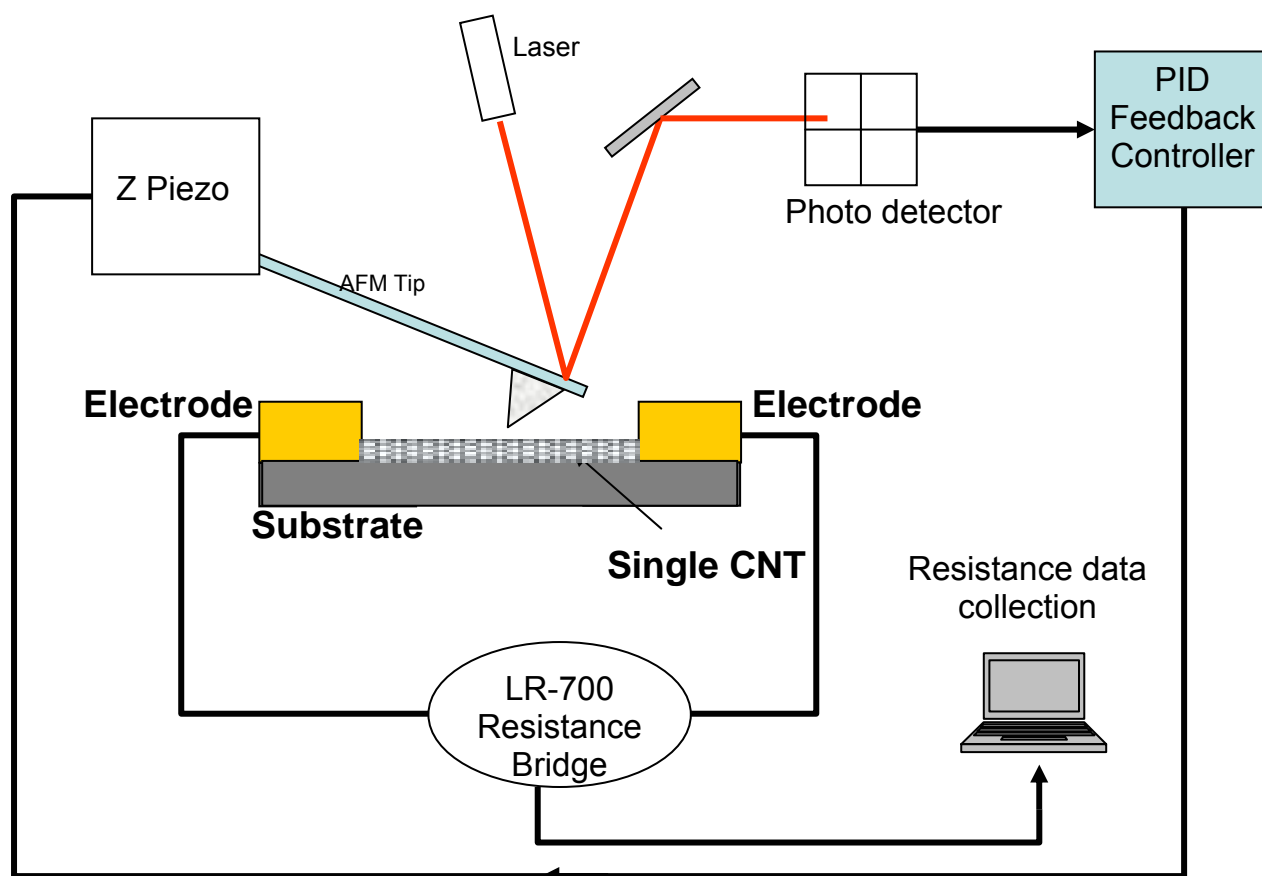 Laser
PID
Feedback
Controller
Z Piezo
Photo detector
AFM Tip
Electrode
Electrode
Substrate
Single CNT
Resistance data
collection
LR-700
Resistance
Bridge